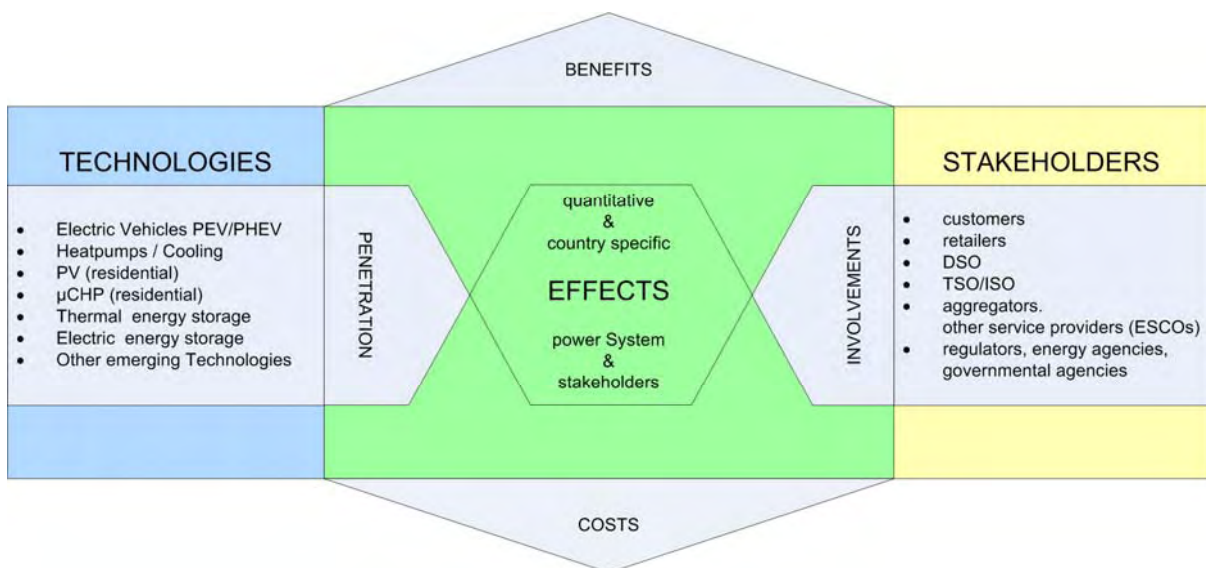 BENEFITS
TECHNOLOGIES
• Electric Vehicles PEV/PHEV
• Heatpumps / Cooling
• PV (residential)
• µCHP (residential)
• Thermal energy storage
• Electric energy storage
• Other emerging Technologies
PENETRATION
quantitative
&
country specific
EFFECTS
power System
&
stakeholders
INVOLVEMENTS
STAKEHOLDERS
• customers
• retailers
• DSO
• TSO/ISO
• aggregators.
other service providers (ESCOs)
• regulators, energy agencies,
governmental agencies
COSTS